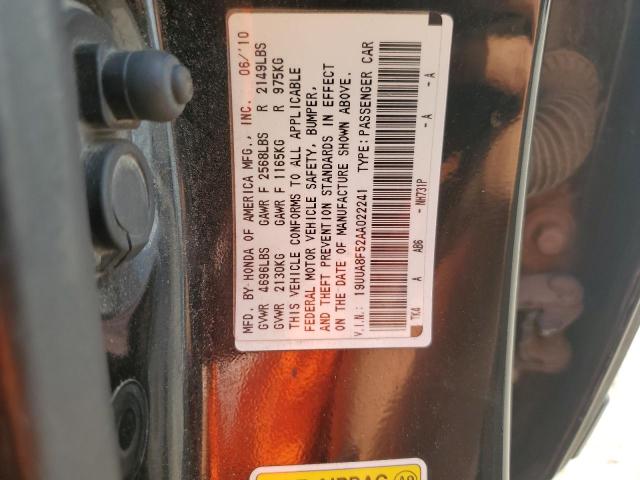 MFD. BY HONDA OF AMERICA MFG., INC. 06/'10
GVWR 4696LBS GAWR F 2568LBS R 2149LBS
GVWR 2130KG GAWR F 1165KG R 975KG
THIS VEHICLE CONFORMS TO ALL APPLICABLE
FEDERAL MOTOR VEHICLE SAFETY, BUMPER,
AND THEFT PREVENTION STANDARDS IN EFFECT
ON THE DATE OF MANUFACTURE SHOWN ABOVE.
V.I.N.: 19UUA8F52AA022241 TYPE: PASSENGER CAR
TK4 A AB6 - NH731P - A - A
AIRBAG